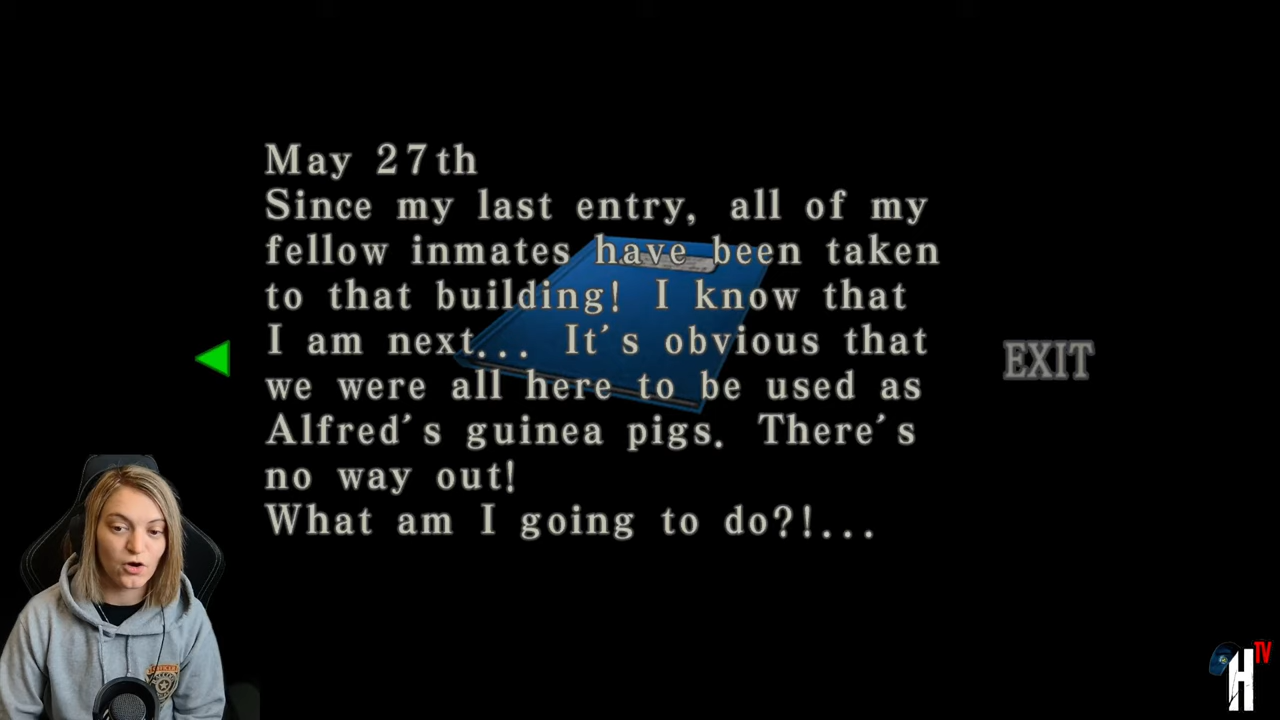 May 27th
Since my last entry, all of my
fellow inmates have been taken
to that building! I know that
I am next... It's obvious that
we were all here to be used as
Alfred's guinea pigs. There's
no way out!
What am I going to do?!...
EXIT
H TV